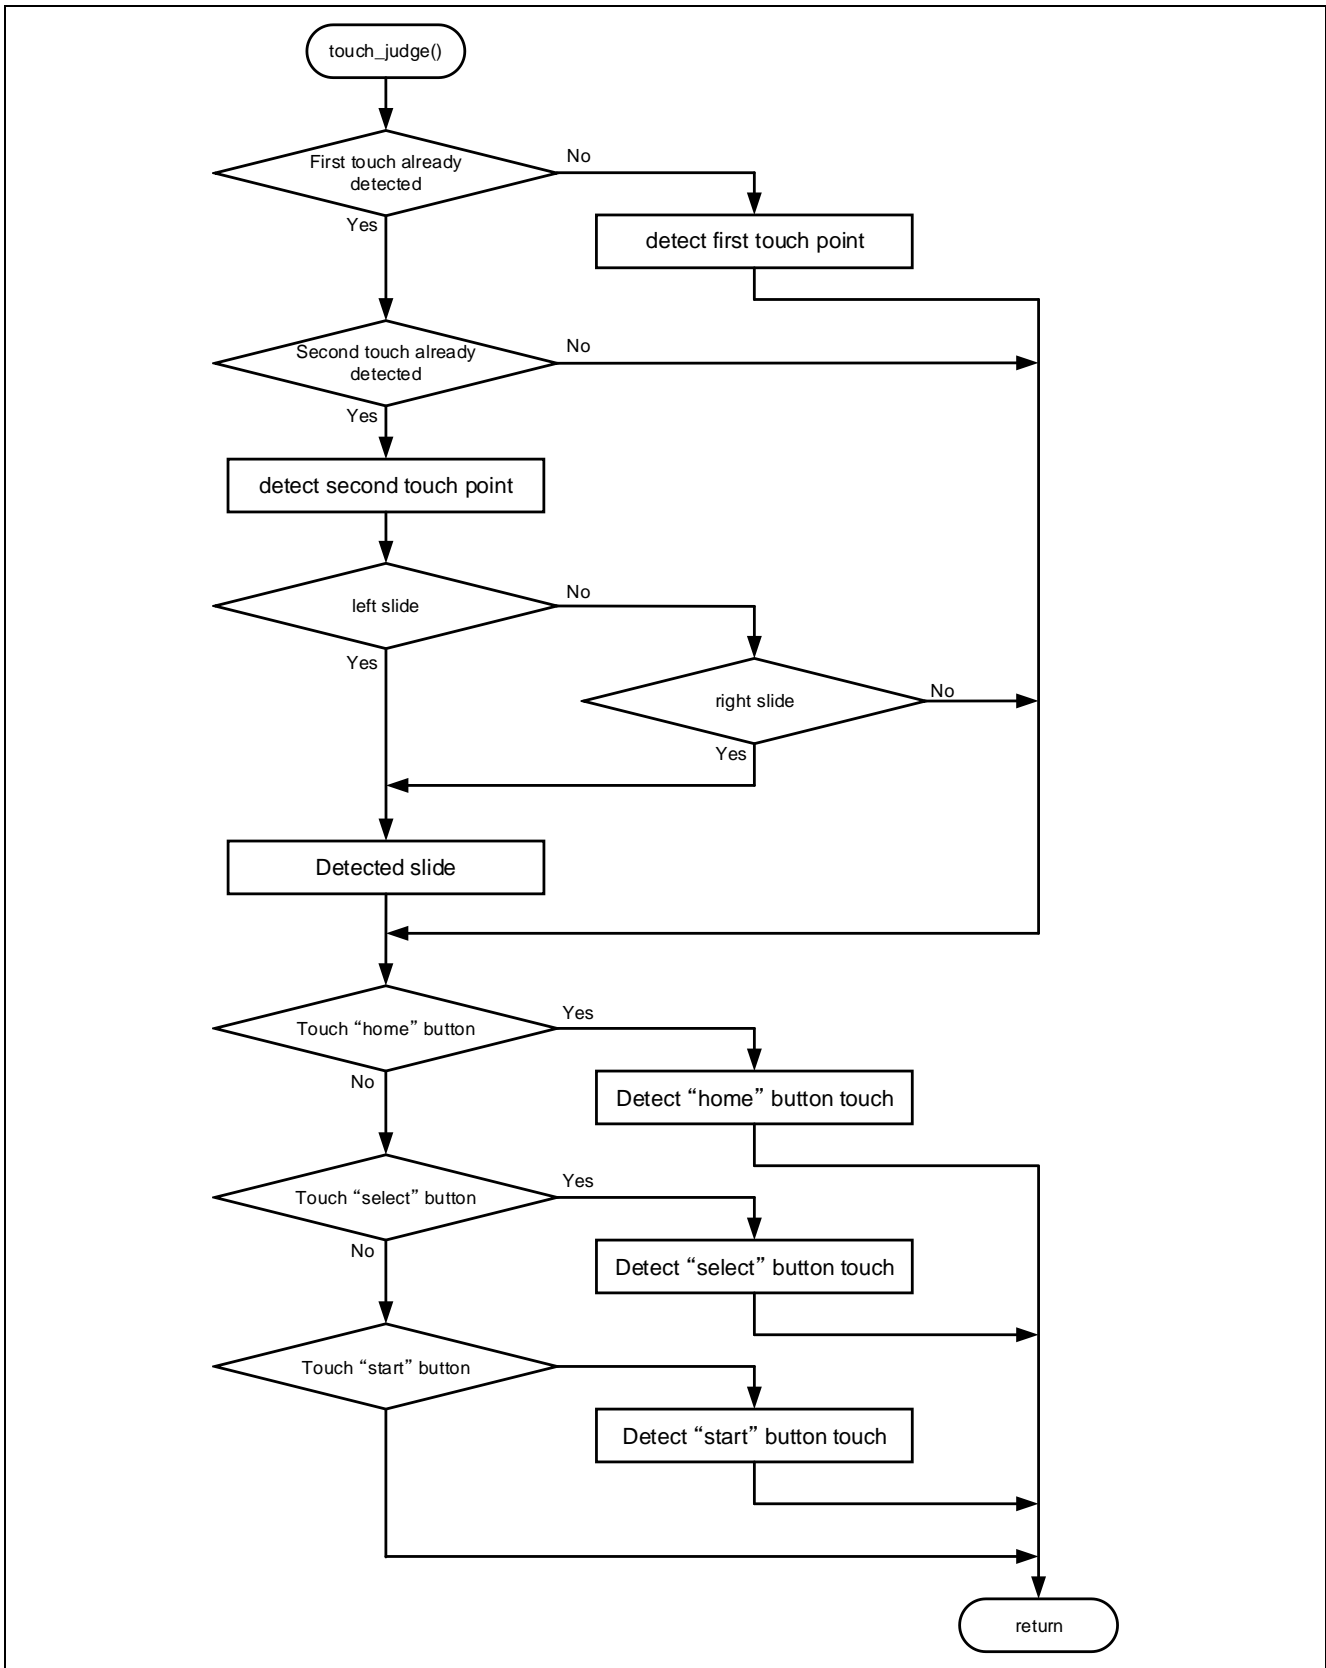 touch_judge()
First touch already
detected
No
Yes
detect first touch point
Second touch already
detected
No
Yes
detect second touch point
left slide
No
Yes
right slide
No
Yes
Detected slide
Touch “home” button
Yes
No
Detect “home” button touch
Touch “select” button
Yes
No
Detect “select” button touch
Touch “start” button
Detect “start” button touch
return